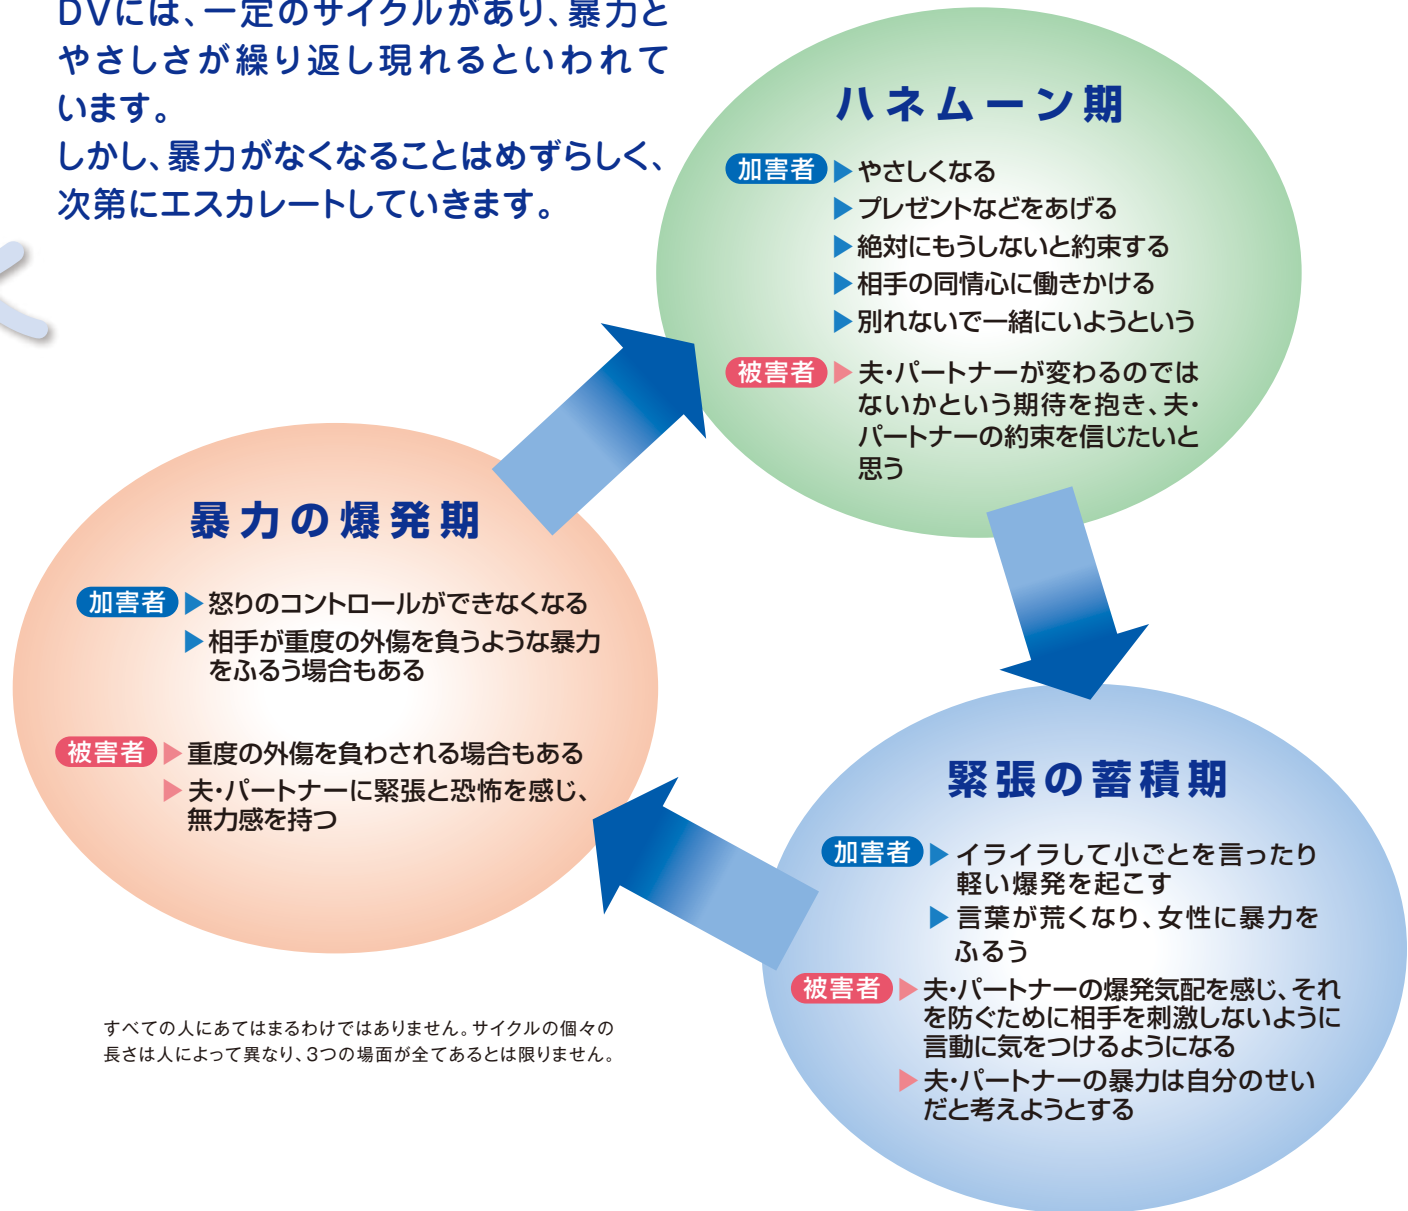 DVには、一定のサイクルがあり、暴力と
やさしさが繰り返し現れるといわれて
います。
しかし、暴力がなくなることはめずらしく、
次第にエスカレートしていきます。
ハネムーン期
加害者 ▶やさしくなる
▶プレゼントなどをあげる
▶絶対にもうしないと約束する
▶相手の同情心に働きかける
▶別れないで一緒にいようという
被害者 ▶夫・パートナーが変わるのでは
ないかという期待を抱き、夫・
パートナーの約束を信じたいと
思う
暴力の爆発期
加害者 ▶怒りのコントロールができなくなる
▶相手が重度の外傷を負うような暴力
をふるう場合もある
被害者 ▶重度の外傷を負わされる場合もある
▶夫・パートナーに緊張と恐怖を感じ、
無力感を持つ
緊張の蓄積期
加害者 ▶イライラして小ごとを言ったり
軽い爆発を起こす
▶言葉が荒くなり、女性に暴力を
ふるう
被害者 ▶夫・パートナーの爆発気配を感じ、それ
を防ぐために相手を刺激しないように
言動に気をつけるようになる
▶夫・パートナーの暴力は自分のせい
だと考えようとする
すべての人にあてはまるわけではありません。サイクルの個々の
長さは人によって異なり、3つの場面が全てあるとは限りません。